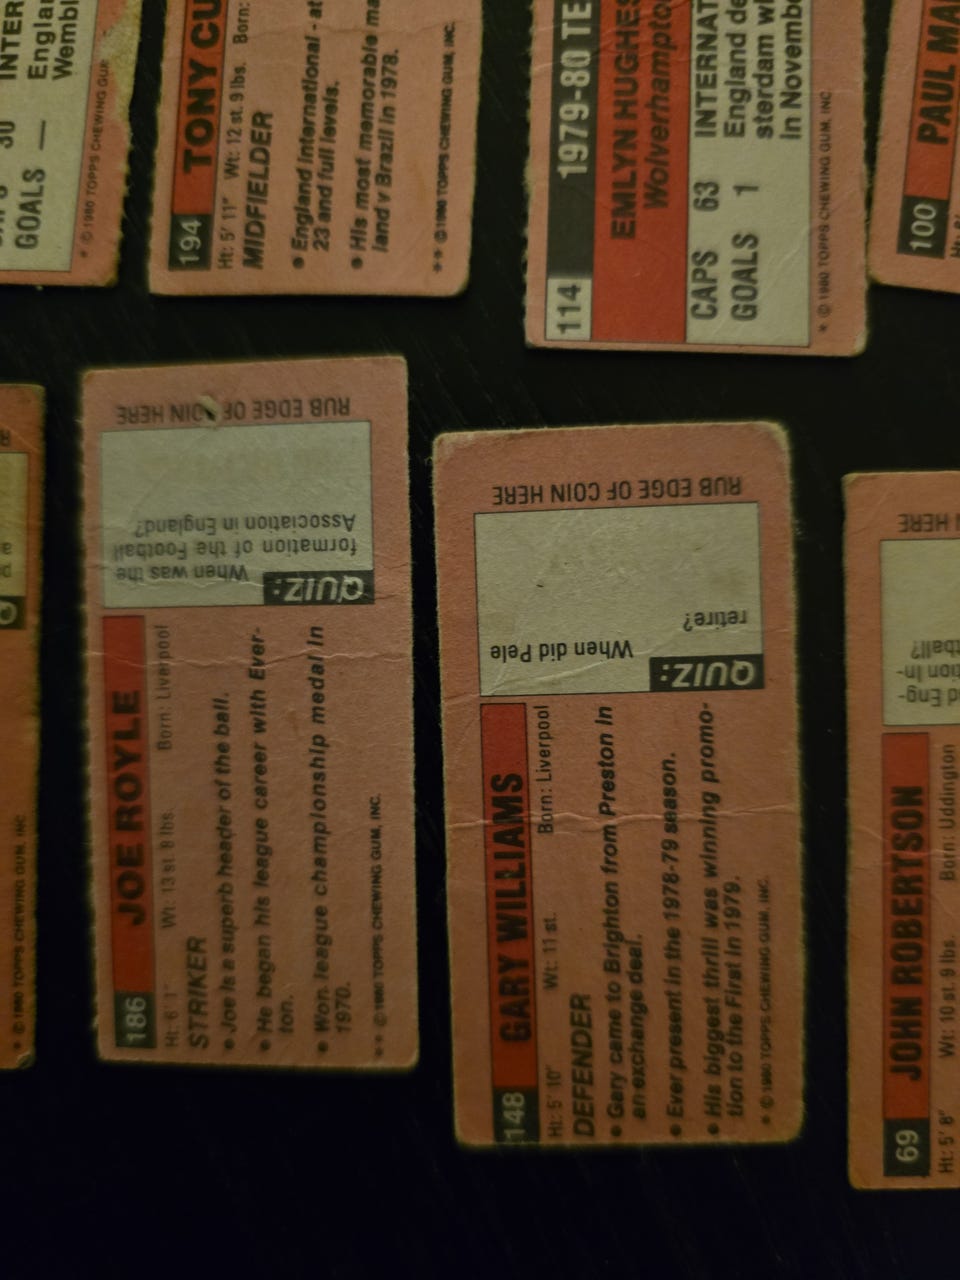 30 INTER
GOALS — Englan
Wembl
* © 1980 TOPPS CHEWING GUM
194 TONY CU
Ht: 5' 11" Wt: 12 st. 9 lbs. Born:
MIDFIELDER
• England International - at
23 and full levels.
• His most memorable ma
land v Brazil in 1978.
** © 1980 TOPPS CHEWING GUM, INC.
114 1979-80 TE
EMLYN HUGHES
Wolverhampto
CAPS 63 INTERNAT
GOALS 1 England de
sterdam wh
in Novembe
* © 1980 TOPPS CHEWING GUM, INC
100 PAUL MA
* © 1980 TOPPS CHEWING GUM, INC
186 JOE ROYLE
Ht: 6' 1" Wt: 13 st. 8 lbs. Born: Liverpool
STRIKER
• Joe is a superb header of the ball.
• He began his league career with Ever-
ton.
• Won league championship medal in
1970.
** © 1980 TOPPS CHEWING GUM, INC.
QUIZ: When was the
formation of the Football
Association in England?
RUB EDGE OF COIN HERE
148 GARY WILLIAMS
Ht: 5' 10" Wt: 11 st. Born: Liverpool
DEFENDER
• Gary came to Brighton from Preston in
an exchange deal.
• Ever present in the 1978-79 season.
• His biggest thrill was winning promo-
tion to the First in 1979.
* © 1980 TOPPS CHEWING GUM, INC.
QUIZ: When did Pele
retire?
RUB EDGE OF COIN HERE
69 JOHN ROBERTSON
Ht: 5' 8" Wt: 10 st. 9 lbs. Born: Uddington
d Eng-
tion In-
tball?
N HERE